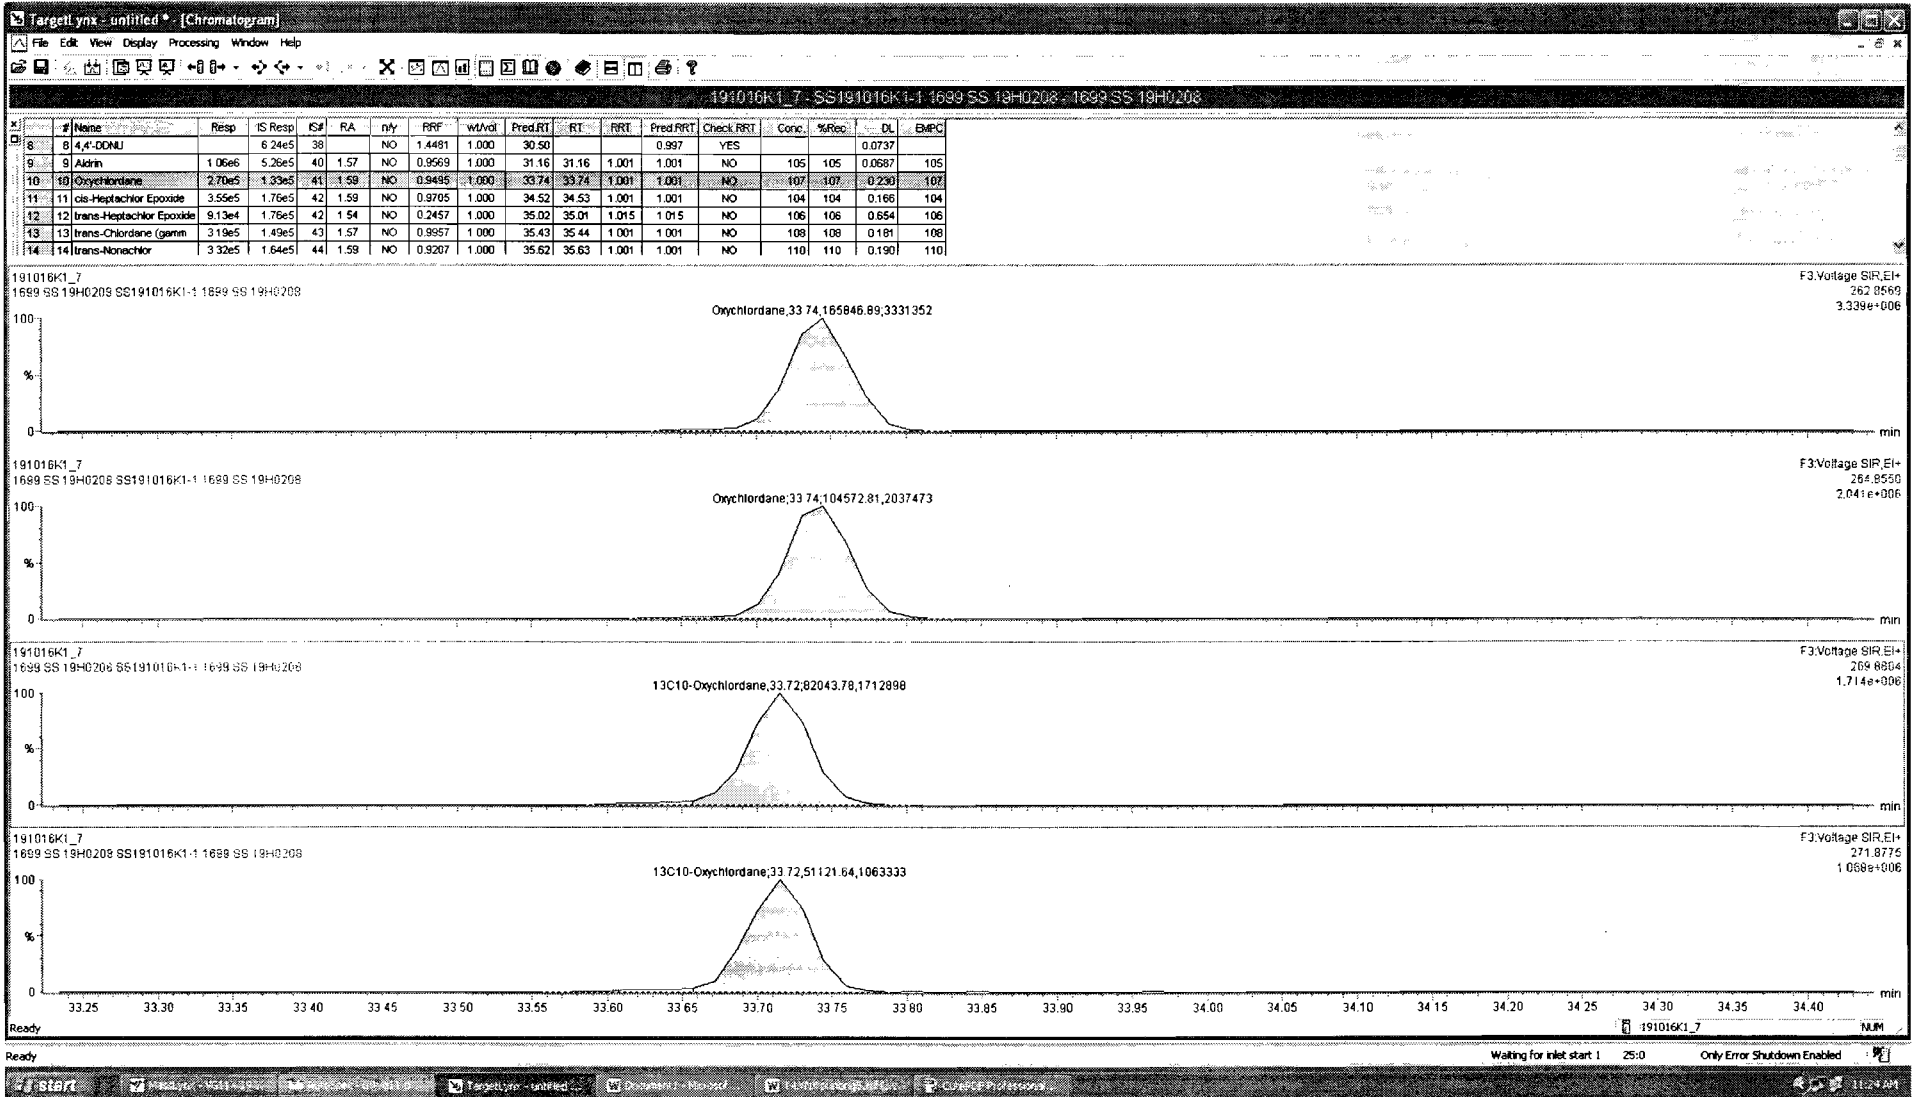 TargetLynx - untitled * - [Chromatogram]
File Edit View Display Processing Window Help
191016K1_7 - SS191016K1-1 1699 SS 19H0208 - 1699 SS 19H0208
# Name Resp IS Resp IS# RA n/y RRF wt/vol Pred.RT RT RRT Pred.RRT Check RRT Conc. %Rec DL EMPC
8 8 4,4'-DDNU 6.24e5 38 NO 1.4481 1.000 30.50 0.997 YES 0.0737
9 9 Aldrin 1.06e6 5.26e5 40 1.57 NO 0.9569 1.000 31.16 31.16 1.001 1.001 NO 105 105 0.0687 105
10 10 Oxychlordane 2.70e5 1.33e5 41 1.59 NO 0.9495 1.000 33.74 33.74 1.001 1.001 NO 107 107 0.230 107
11 11 cis-Heptachlor Epoxide 3.55e5 1.76e5 42 1.59 NO 0.9705 1.000 34.52 34.53 1.001 1.001 NO 104 104 0.166 104
12 12 trans-Heptachlor Epoxide 9.13e4 1.76e5 42 1.54 NO 0.2457 1.000 35.02 35.01 1.015 1.015 NO 106 106 0.654 106
13 13 trans-Chlordane (gamm 3.19e5 1.49e5 43 1.57 NO 0.9957 1.000 35.43 35.44 1.001 1.001 NO 108 108 0.181 108
14 14 trans-Nonachlor 3.32e5 1.64e5 44 1.59 NO 0.9207 1.000 35.62 35.63 1.001 1.001 NO 110 110 0.190 110
191016K1_7 F3:Voltage SIR,EI+
1699 SS 19H0208 SS191016K1-1 1699 SS 19H0208 262.8569
3.339e+006
Oxychlordane;33.74;165846.89;3331352
100
%
0
min
191016K1_7 F3:Voltage SIR,EI+
1699 SS 19H0208 SS191016K1-1 1699 SS 19H0208 264.8550
2.041e+006
Oxychlordane;33.74;104572.81;2037473
100
%
0
min
191016K1_7 F3:Voltage SIR,EI+
1699 SS 19H0208 SS191016K1-1 1699 SS 19H0208 269.8804
1.714e+006
13C10-Oxychlordane;33.72;82043.78;1712898
100
%
0
min
191016K1_7 F3:Voltage SIR,EI+
1699 SS 19H0208 SS191016K1-1 1699 SS 19H0208 271.8775
1.068e+006
13C10-Oxychlordane;33.72;51121.64;1063333
100
%
0
min
33.25 33.30 33.35 33.40 33.45 33.50 33.55 33.60 33.65 33.70 33.75 33.80 33.85 33.90 33.95 34.00 34.05 34.10 34.15 34.20 34.25 34.30 34.35 34.40
Ready 191016K1_7 NUM
Ready Waiting for inlet start 1 25:0 Only Error Shutdown Enabled
start TargetLynx - untitled ... CutePDF Professional... 11:24 AM